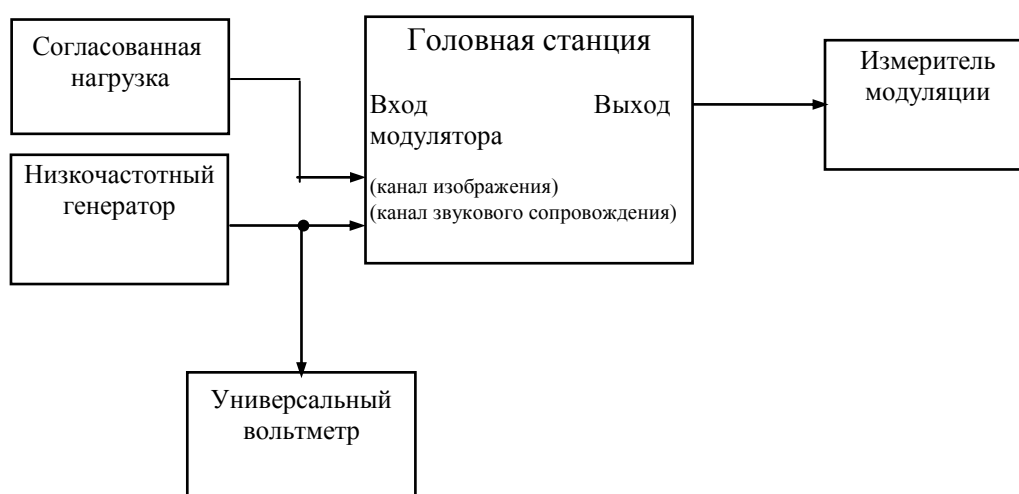 Согласованная
нагрузка
Низкочастотный
генератор
Головная станция
Вход Выход
модулятора
(канал изображения)
(канал звукового сопровождения)
Измеритель
модуляции
Универсальный
вольтметр